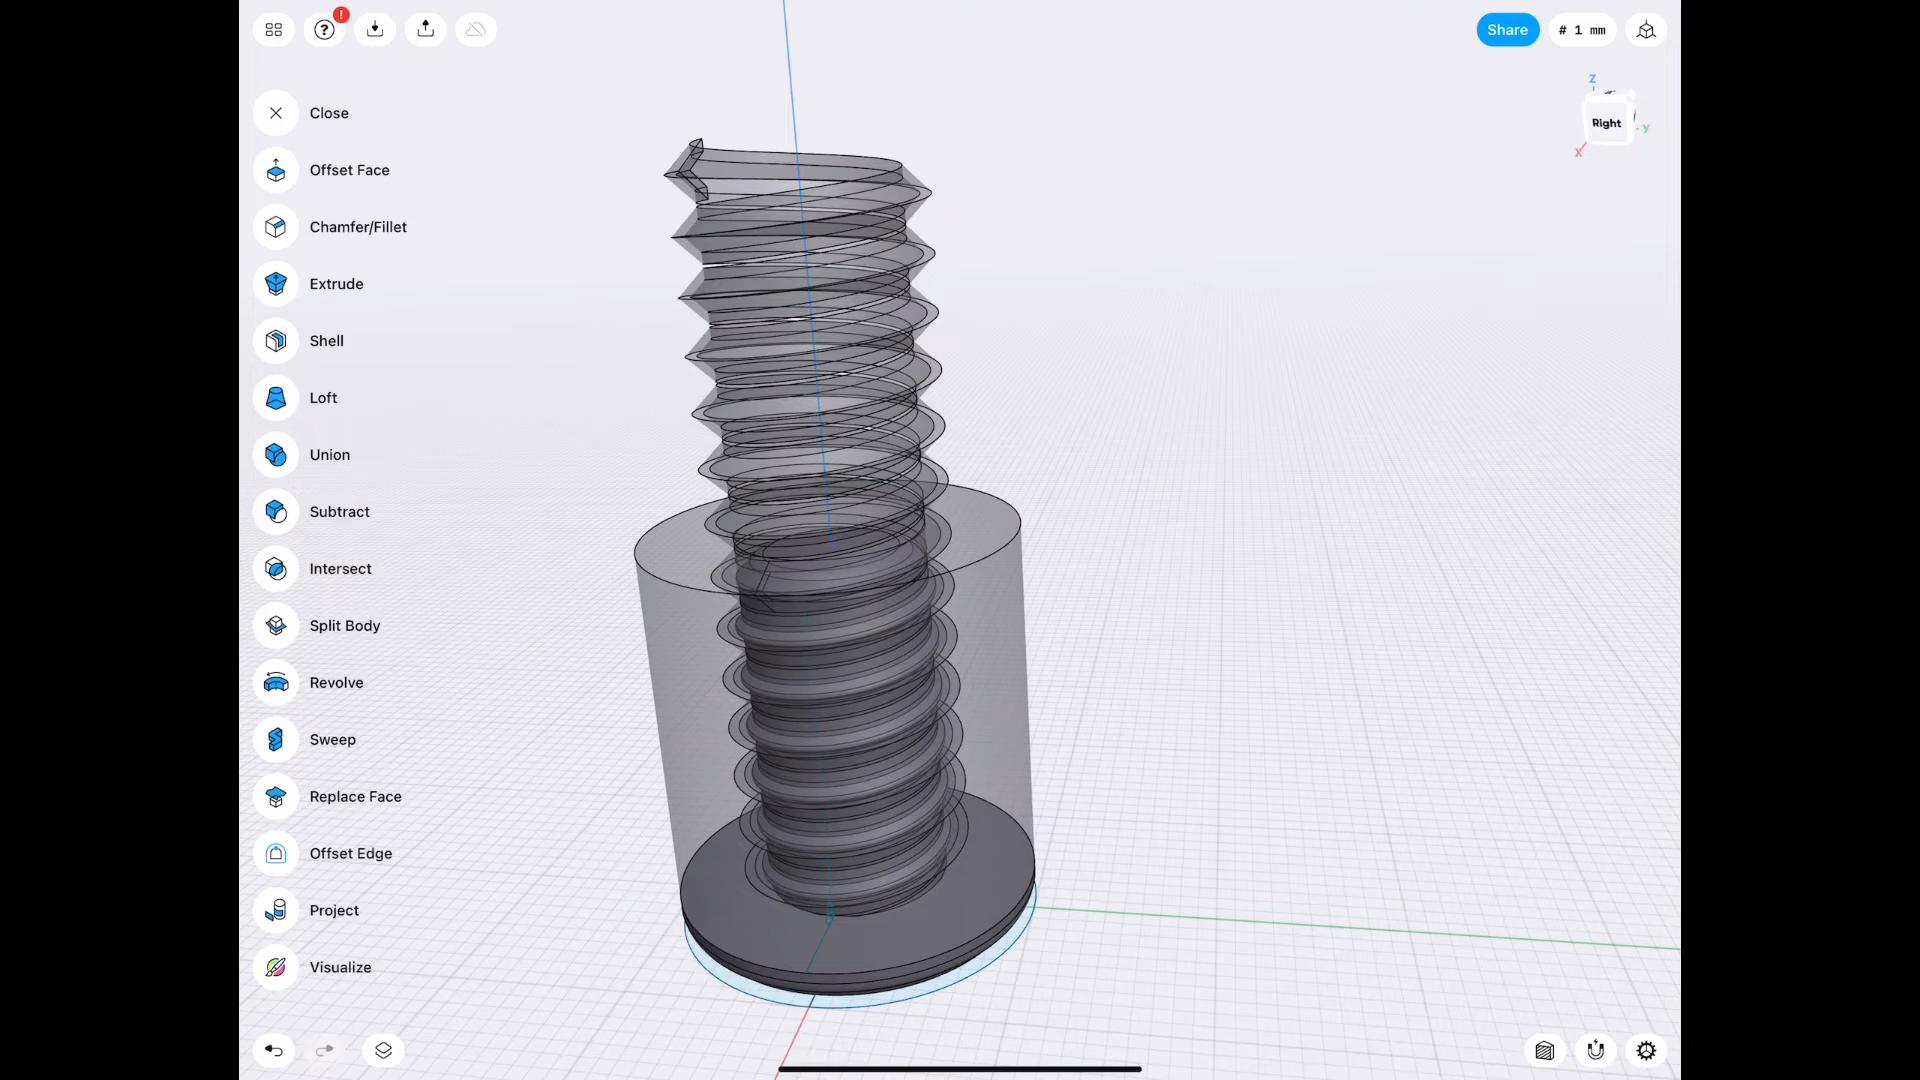 Share
# 1 mm
Close
Offset Face
Chamfer/Fillet
Extrude
Shell
Loft
Union
Subtract
Intersect
Split Body
Revolve
Sweep
Replace Face
Offset Edge
Project
Visualize
Z
Right
Y
X
?
!